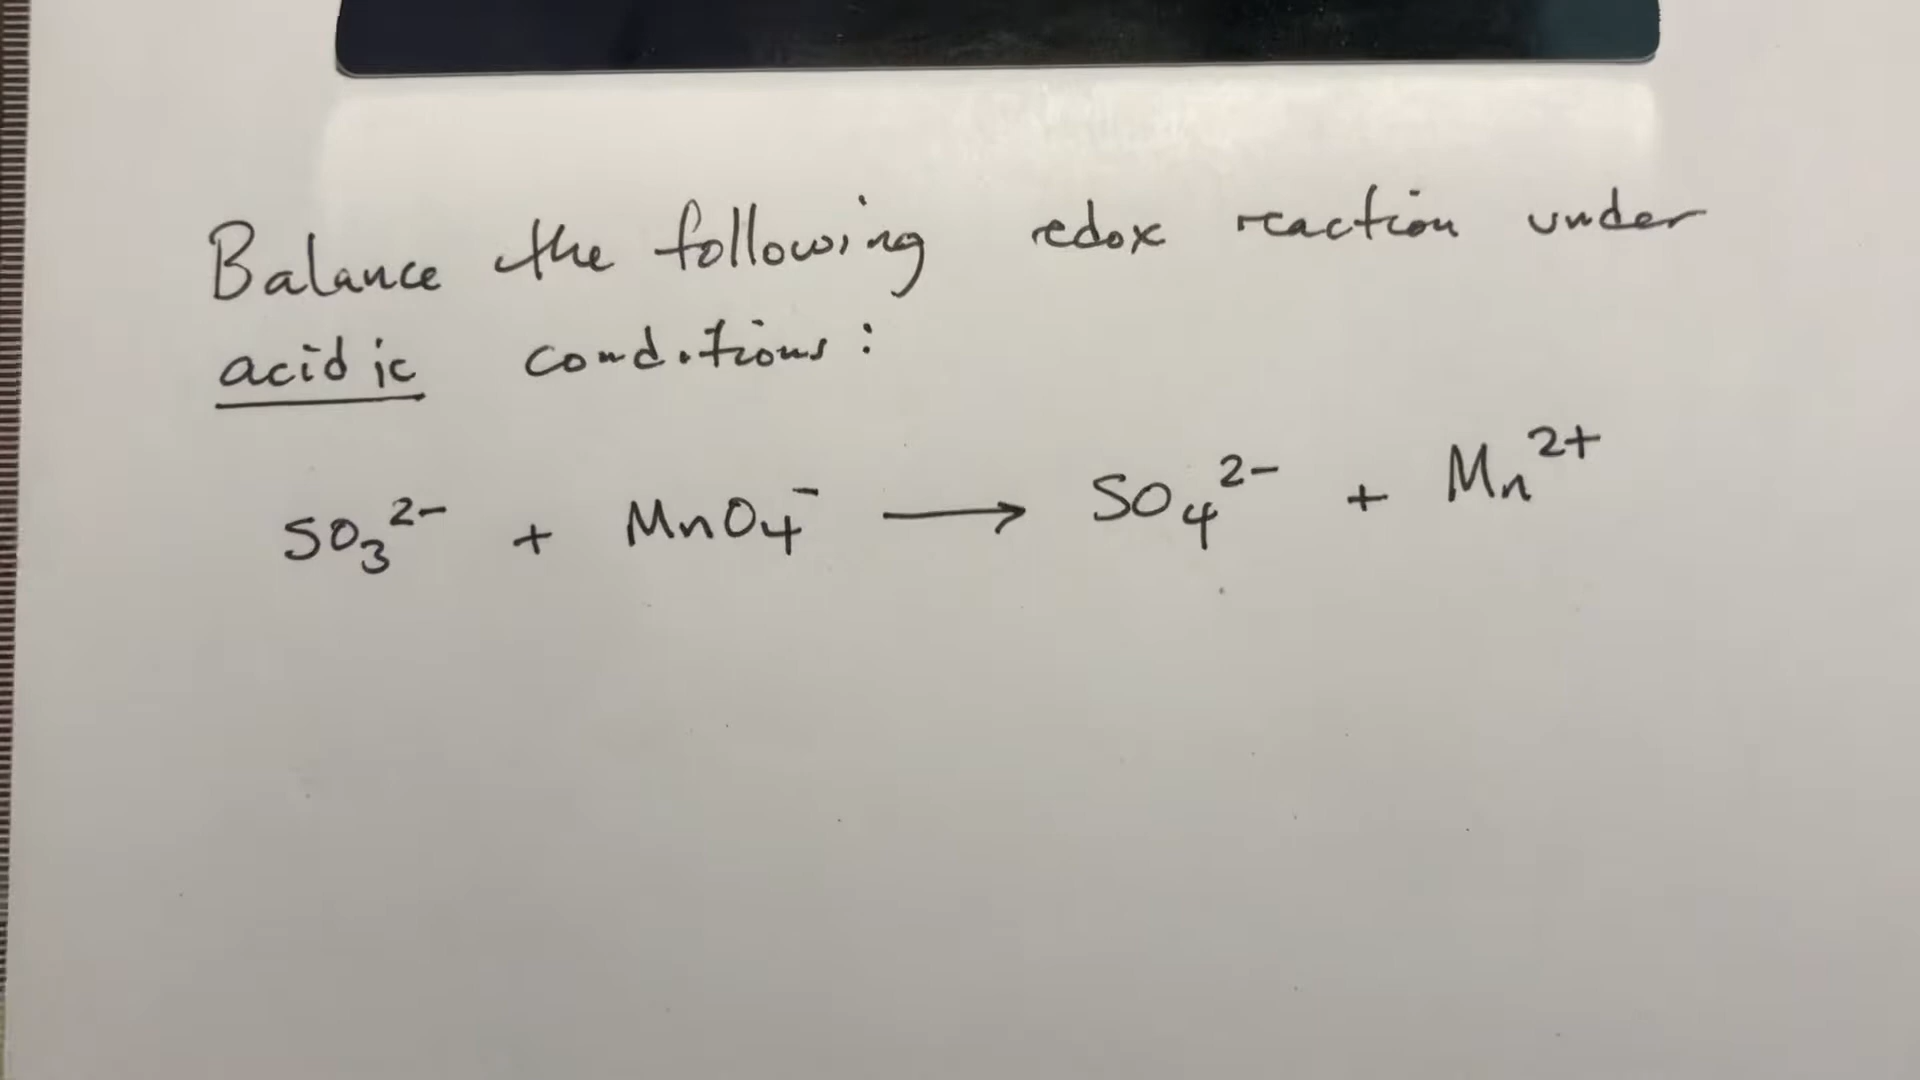 Balance the following redox reaction under
acidic conditions:
SO₃²⁻ + MnO₄⁻ ⟶ SO₄²⁻ + Mn²⁺